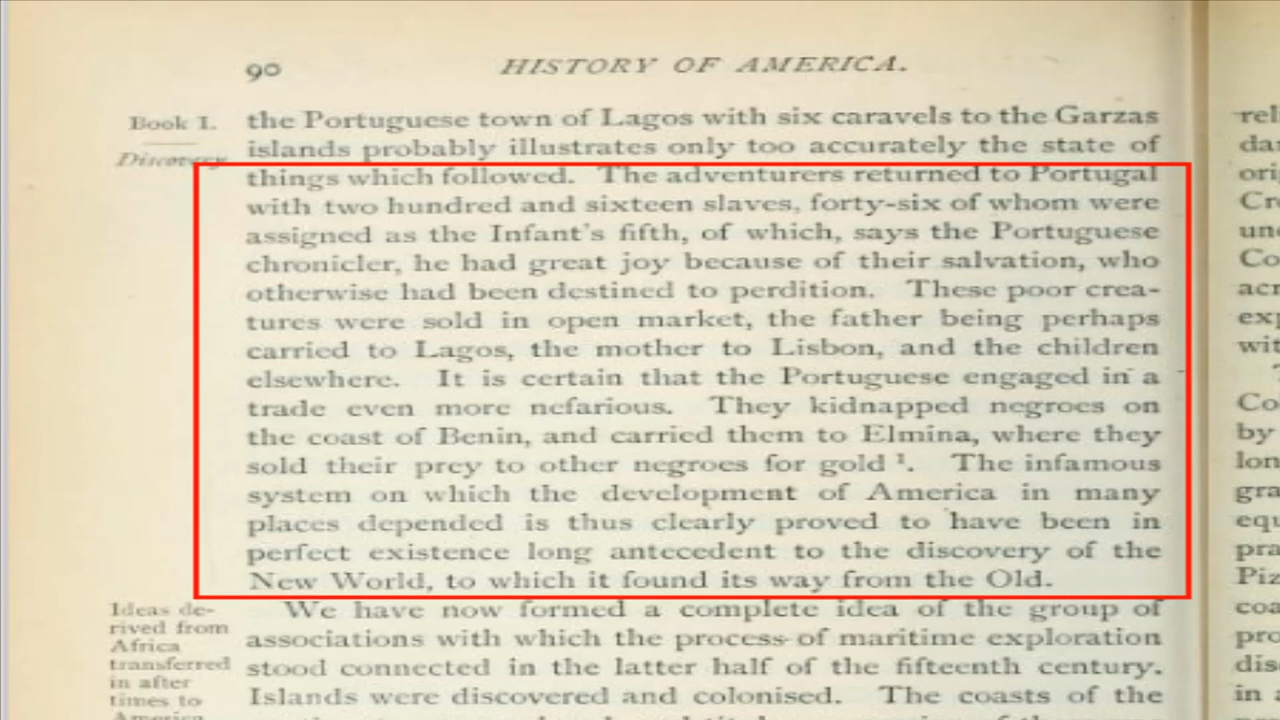 90
HISTORY OF AMERICA.
Book I.
Discovery
the Portuguese town of Lagos with six caravels to the Garzas
islands probably illustrates only too accurately the state of
things which followed. The adventurers returned to Portugal
with two hundred and sixteen slaves, forty-six of whom were
assigned as the Infant's fifth, of which, says the Portuguese
chronicler, he had great joy because of their salvation, who
otherwise had been destined to perdition. These poor crea-
tures were sold in open market, the father being perhaps
carried to Lagos, the mother to Lisbon, and the children
elsewhere. It is certain that the Portuguese engaged in a
trade even more nefarious. They kidnapped negroes on
the coast of Benin, and carried them to Elmina, where they
sold their prey to other negroes for gold ¹. The infamous
system on which the development of America in many
places depended is thus clearly proved to have been in
perfect existence long antecedent to the discovery of the
New World, to which it found its way from the Old.
Ideas de-
rived from
Africa
transferred
in after
times to
America
We have now formed a complete idea of the group of
associations with which the process of maritime exploration
stood connected in the latter half of the fifteenth century.
Islands were discovered and colonised. The coasts of the
by